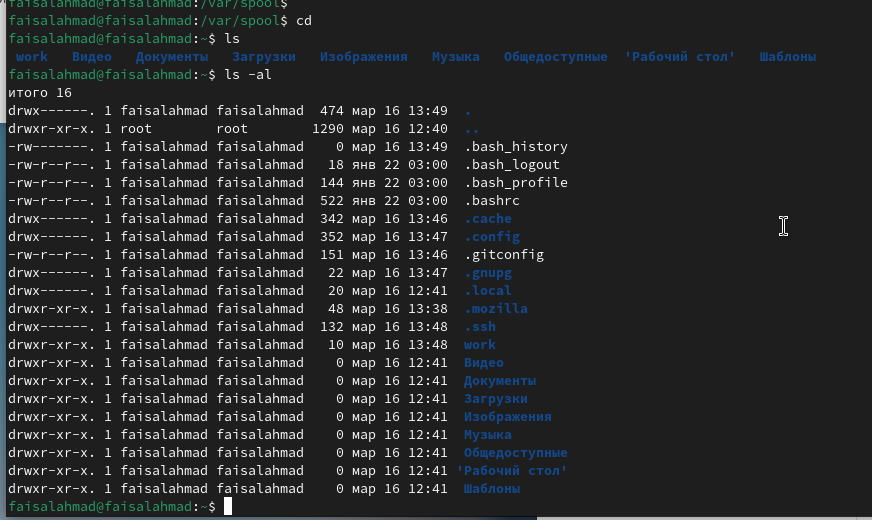 faisalahmad@faisalahmad:/var/spool$
faisalahmad@faisalahmad:/var/spool$ cd
faisalahmad@faisalahmad:~$ ls
work Видео Документы Загрузки Изображения Музыка Общедоступные 'Рабочий стол' Шаблоны
faisalahmad@faisalahmad:~$ ls -al
итого 16
drwx------. 1 faisalahmad faisalahmad 474 мар 16 13:49 .
drwxr-xr-x. 1 root root 1290 мар 16 12:40 ..
-rw-------. 1 faisalahmad faisalahmad 0 мар 16 13:49 .bash_history
-rw-r--r--. 1 faisalahmad faisalahmad 18 янв 22 03:00 .bash_logout
-rw-r--r--. 1 faisalahmad faisalahmad 144 янв 22 03:00 .bash_profile
-rw-r--r--. 1 faisalahmad faisalahmad 522 янв 22 03:00 .bashrc
drwx------. 1 faisalahmad faisalahmad 342 мар 16 13:46 .cache
drwx------. 1 faisalahmad faisalahmad 352 мар 16 13:47 .config
-rw-r--r--. 1 faisalahmad faisalahmad 151 мар 16 13:46 .gitconfig
drwx------. 1 faisalahmad faisalahmad 22 мар 16 13:47 .gnupg
drwx------. 1 faisalahmad faisalahmad 20 мар 16 12:41 .local
drwxr-xr-x. 1 faisalahmad faisalahmad 48 мар 16 13:38 .mozilla
drwx------. 1 faisalahmad faisalahmad 132 мар 16 13:48 .ssh
drwxr-xr-x. 1 faisalahmad faisalahmad 10 мар 16 13:48 work
drwxr-xr-x. 1 faisalahmad faisalahmad 0 мар 16 12:41 Видео
drwxr-xr-x. 1 faisalahmad faisalahmad 0 мар 16 12:41 Документы
drwxr-xr-x. 1 faisalahmad faisalahmad 0 мар 16 12:41 Загрузки
drwxr-xr-x. 1 faisalahmad faisalahmad 0 мар 16 12:41 Изображения
drwxr-xr-x. 1 faisalahmad faisalahmad 0 мар 16 12:41 Музыка
drwxr-xr-x. 1 faisalahmad faisalahmad 0 мар 16 12:41 Общедоступные
drwxr-xr-x. 1 faisalahmad faisalahmad 0 мар 16 12:41 'Рабочий стол'
drwxr-xr-x. 1 faisalahmad faisalahmad 0 мар 16 12:41 Шаблоны
faisalahmad@faisalahmad:~$